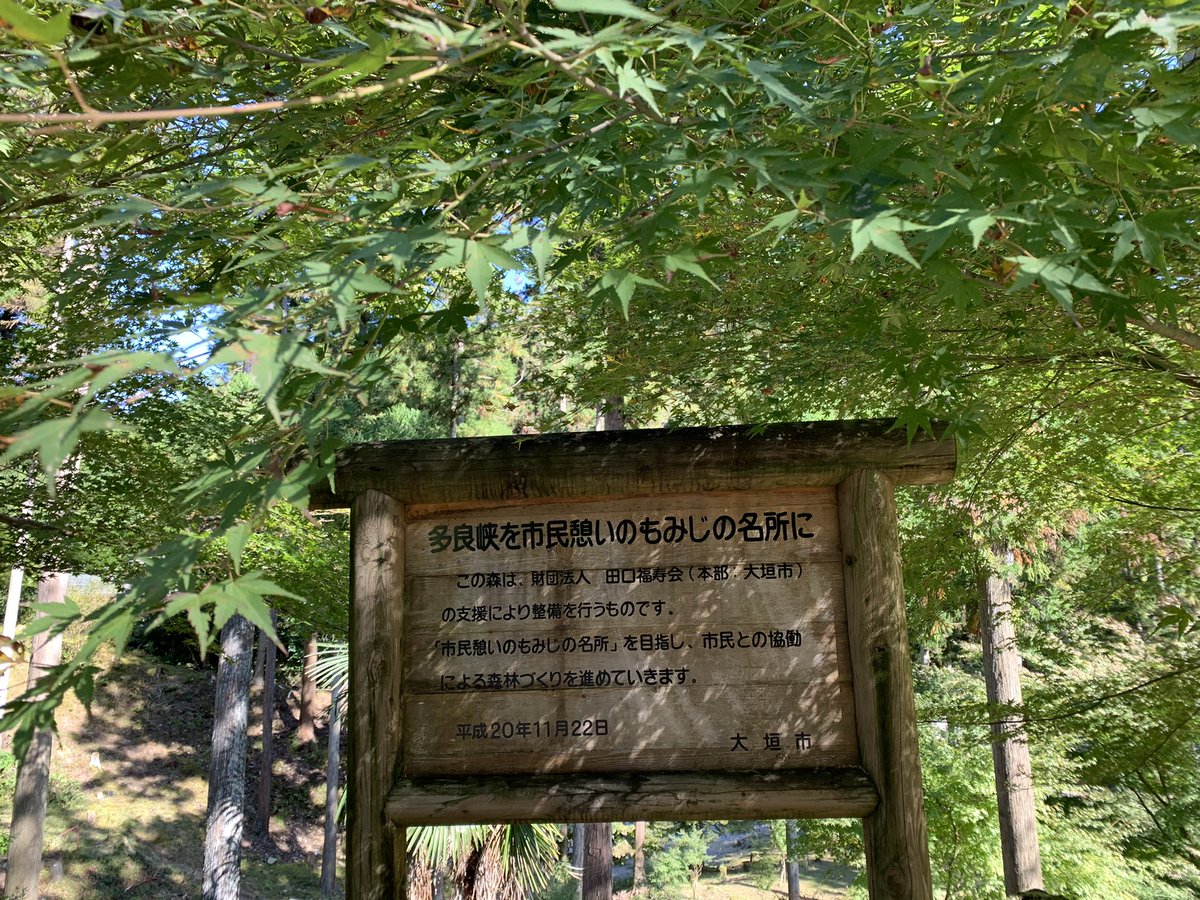 多良峡を市民憩いのもみじの名所に
この森は、財団法人 田口福寿会(本部:大垣市)
の支援により整備を行うものです。
「市民憩いのもみじの名所」を目指し、市民との協働
による森林づくりを進めていきます。
平成20年11月22日
大垣市